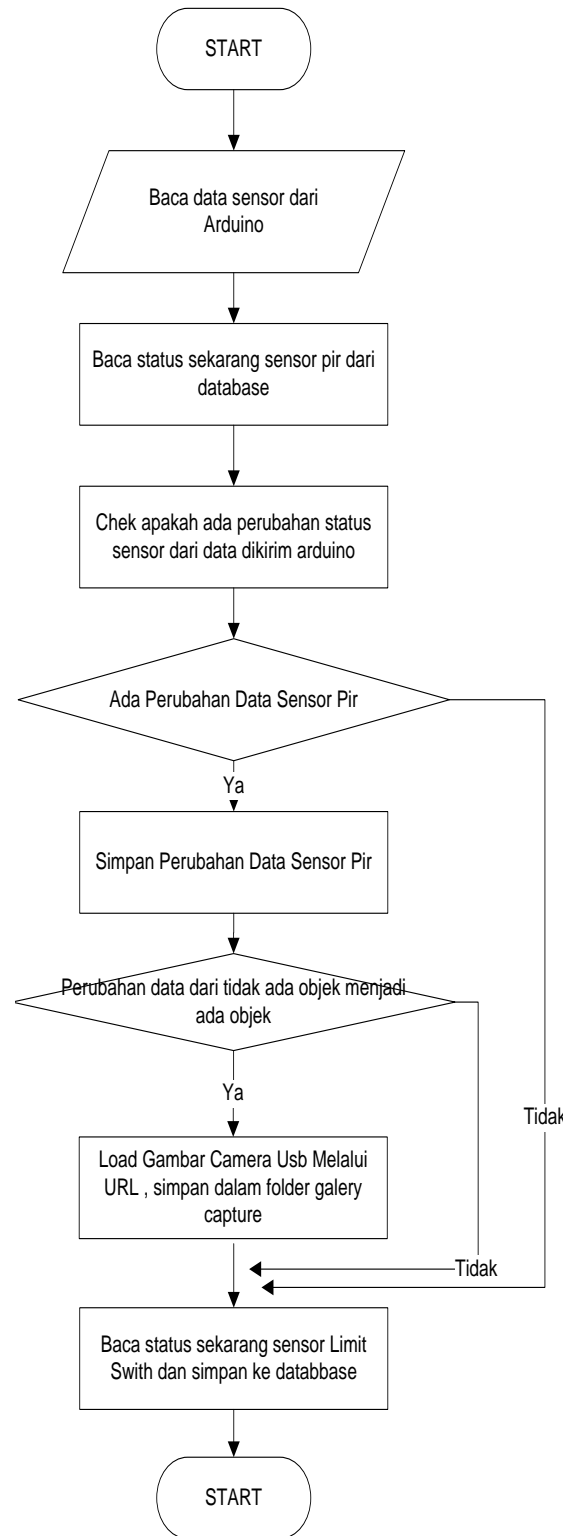 START
Baca data sensor dari
Arduino
Baca status sekarang sensor pir dari
database
Chek apakah ada perubahan status
sensor dari data dikirim arduino
Ada Perubahan Data Sensor Pir
Ya
Simpan Perubahan Data Sensor Pir
Perubahan data dari tidak ada objek menjadi
ada objek
Ya
Tidak
Load Gambar Camera Usb Melalui
URL , simpan dalam folder galery
capture
Tidak
Baca status sekarang sensor Limit
Swith dan simpan ke databbase
START